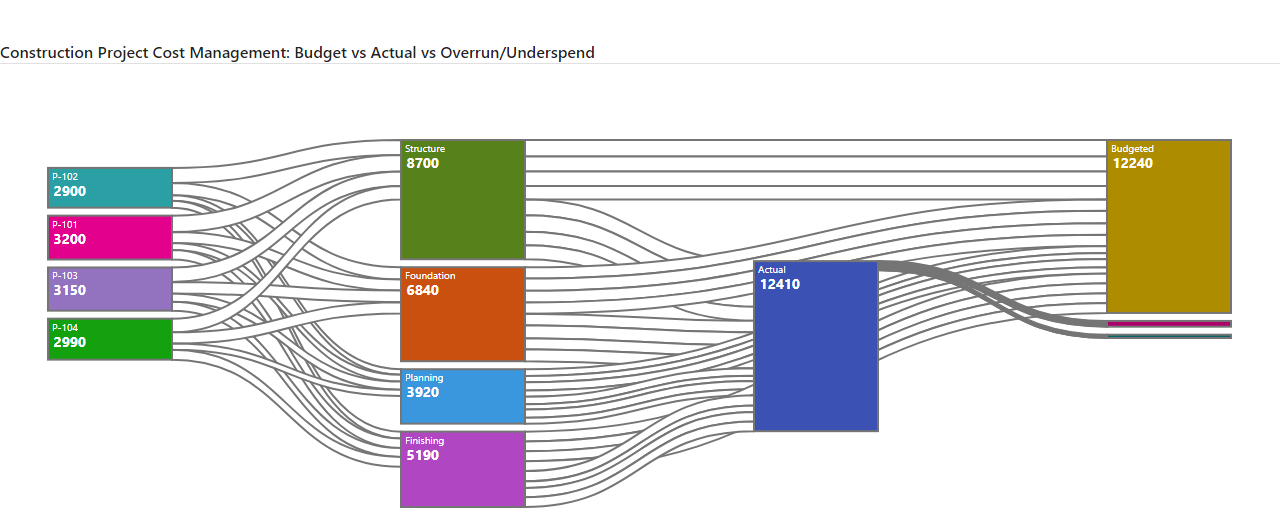 Construction Project Cost Management: Budget vs Actual vs Overrun/Underspend
P-102
2900
P-101
3200
P-103
3150
P-104
2990
Structure
8700
Foundation
6840
Planning
3920
Finishing
5190
Actual
12410
Budgeted
12240